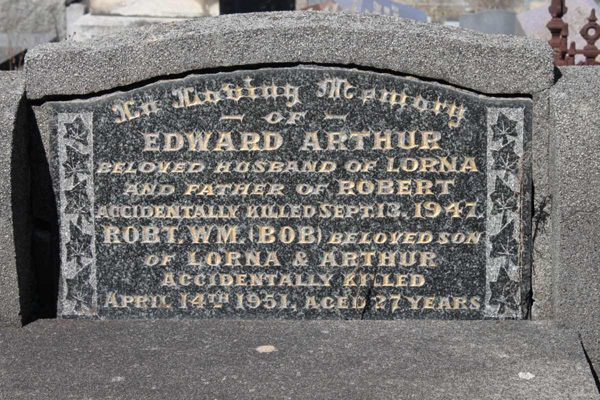 In Loving Memory
— OF —
EDWARD ARTHUR
BELOVED HUSBAND OF LORNA
AND FATHER OF ROBERT
ACCIDENTALLY KILLED SEPT. 13, 1947.
ROBT. WM. (BOB) BELOVED SON
OF LORNA & ARTHUR
ACCIDENTALLY KILLED
APRIL 14TH 1951, AGED 27 YEARS